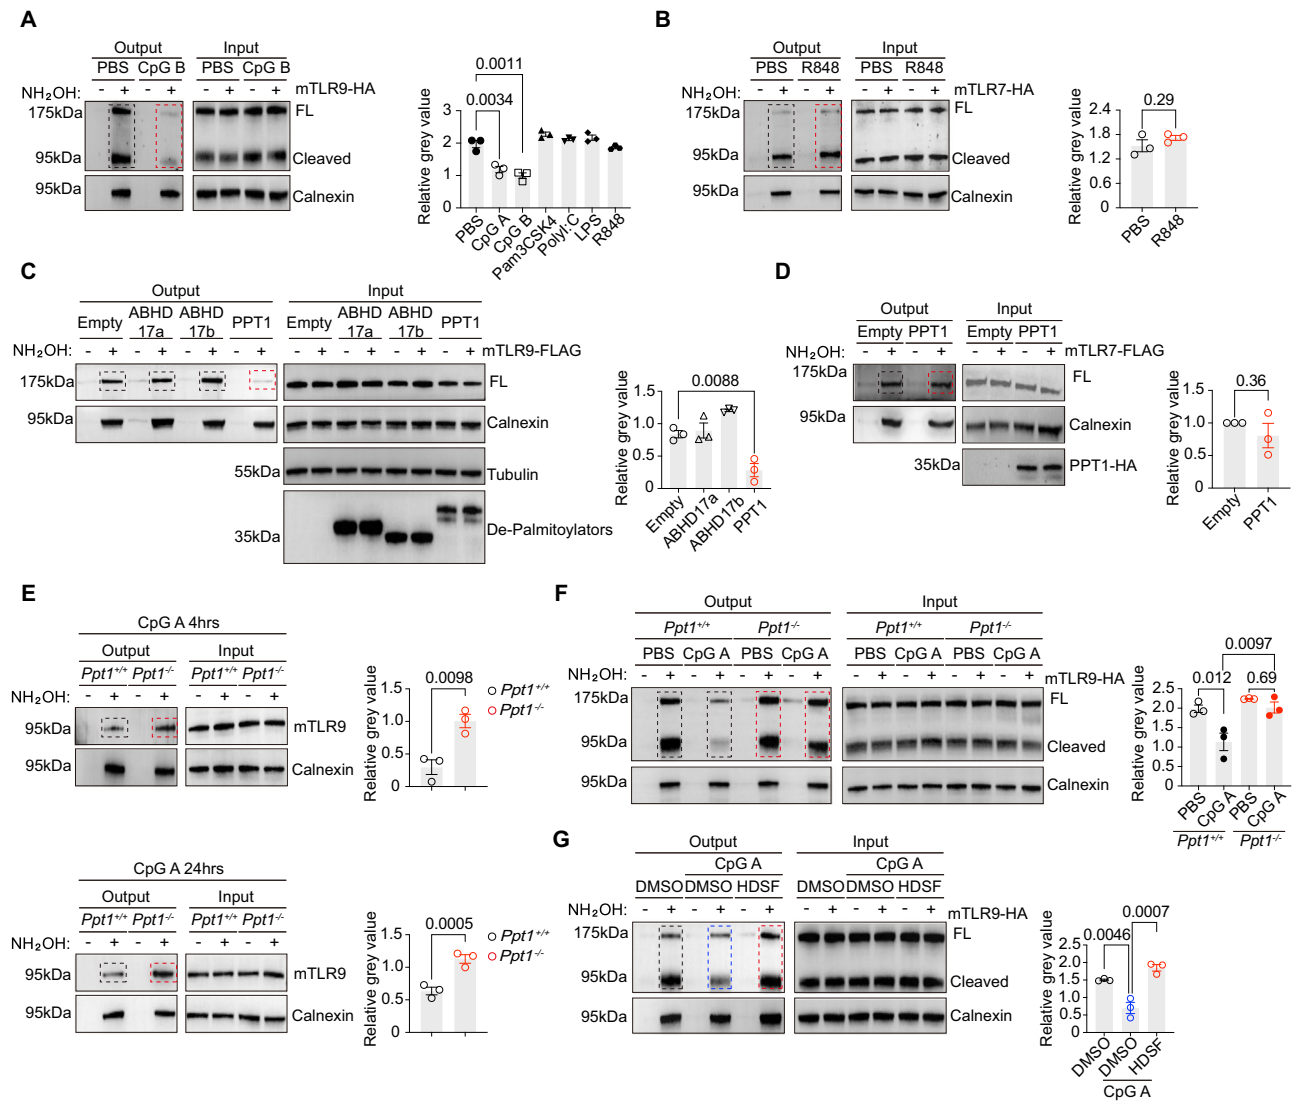 A
Output Input
PBS CpG B PBS CpG B
NH₂OH: - + - + - + - + mTLR9-HA
175kDa FL
95kDa Cleaved
95kDa Calnexin
Relative grey value
0.0011
0.0034
3
2
1
0
PBS CpG A CpG B Pam3CSK4 PolyI:C LPS R848
B
Output Input
PBS R848 PBS R848
NH₂OH: - + - + - + - + mTLR7-HA
175kDa FL
95kDa Cleaved
95kDa Calnexin
Relative grey value
0.29
2.4
1.8
1.2
0.6
0
PBS R848
C
Output Input
Empty ABHD 17a ABHD 17b PPT1 Empty ABHD 17a ABHD 17b PPT1
NH₂OH: - + - + - + - + - + - + - + - + mTLR9-FLAG
175kDa FL
95kDa Calnexin
55kDa Tubulin
35kDa De-Palmitoylators
Relative grey value
0.0088
1.5
1.0
0.5
0
Empty ABHD17a ABHD17b PPT1
D
Output Input
Empty PPT1 Empty PPT1
NH₂OH: - + - + - + - + mTLR7-FLAG
175kDa FL
95kDa Calnexin
35kDa PPT1-HA
Relative grey value
0.36
1.5
1.0
0.5
0
Empty PPT1
E
CpG A 4hrs
Output Input
Ppt1+/+ Ppt1-/- Ppt1+/+ Ppt1-/-
NH₂OH: - + - + - + - +
95kDa mTLR9
95kDa Calnexin
Relative grey value
0.0098
1.5
1.0
0.5
0
Ppt1+/+
Ppt1-/-
CpG A 24hrs
Output Input
Ppt1+/+ Ppt1-/- Ppt1+/+ Ppt1-/-
NH₂OH: - + - + - + - +
95kDa mTLR9
95kDa Calnexin
Relative grey value
0.0005
1.5
1.0
0.5
0
Ppt1+/+
Ppt1-/-
F
Output Input
Ppt1+/+ Ppt1-/- Ppt1+/+ Ppt1-/-
PBS CpG A PBS CpG A PBS CpG A PBS CpG A
NH₂OH: - + - + - + - + - + - + - + - + mTLR9-HA
175kDa FL
95kDa Cleaved
95kDa Calnexin
Relative grey value
0.0097
0.012 0.69
2.5
2.0
1.5
1.0
0.5
0
PBS CpG A PBS CpG A
Ppt1+/+ Ppt1-/-
G
Output Input
CpG A CpG A
DMSO DMSO HDSF DMSO DMSO HDSF
NH₂OH: - + - + - + - + - + - + mTLR9-HA
175kDa FL
95kDa Cleaved
95kDa Calnexin
Relative grey value
0.0007
0.0046
2.5
2.0
1.5
1.0
0.5
0
DMSO DMSO HDSF
CpG A